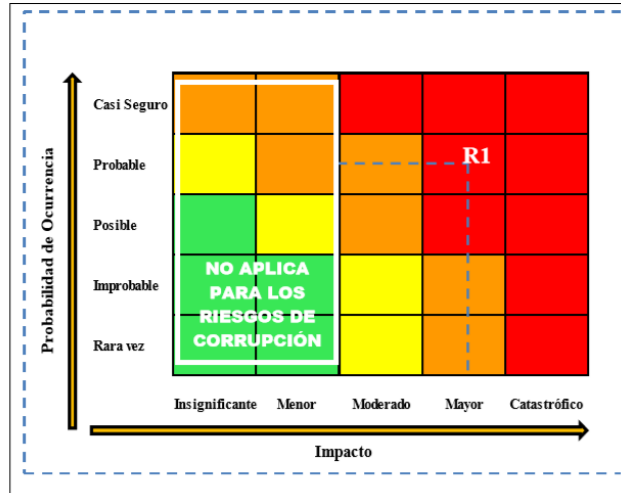 Probabilidad de Ocurrencia
Casi Seguro
Probable
R1
Posible
Improbable
Rara vez
NO APLICA
PARA LOS
RIESGOS DE
CORRUPCIÓN
Insignificante Menor Moderado Mayor Catastrófico
Impacto